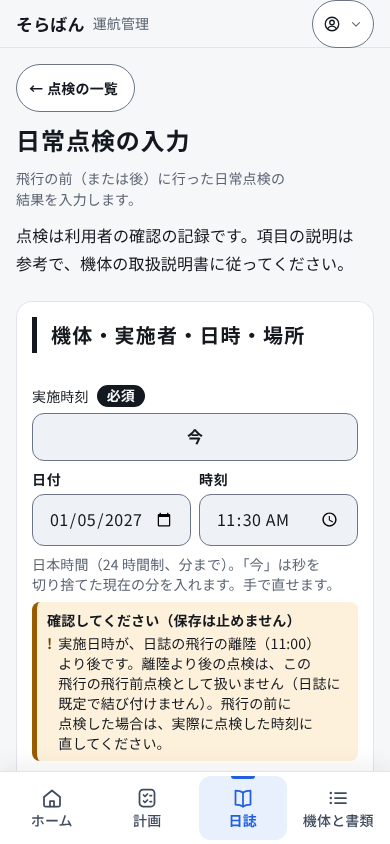 そらばん 運航管理
← 点検の一覧
日常点検の入力
飛行の前（または後）に行った日常点検の
結果を入力します。
点検は利用者の確認の記録です。項目の説明は
参考で、機体の取扱説明書に従ってください。
機体・実施者・日時・場所
実施時刻 必須
今
日付 時刻
01/05/2027 11:30 AM
日本時間（24 時間制、分まで）。「今」は秒を
切り捨てた現在の分を入れます。手で直せます。
確認してください（保存は止めません）
! 実施日時が、日誌の飛行の離陸（11:00）
より後です。離陸より後の点検は、この
飛行の飛行前点検として扱いません（日誌に
既定で結び付けません）。飛行の前に
点検した場合は、実際に点検した時刻に
直してください。
ホーム 計画 日誌 機体と書類